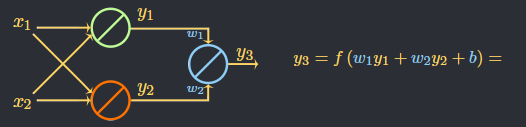 x₁
y₁
w₁
y₃
y₃ = f (w₁y₁ + w₂y₂ + b) =
w₂
y₂
x₂